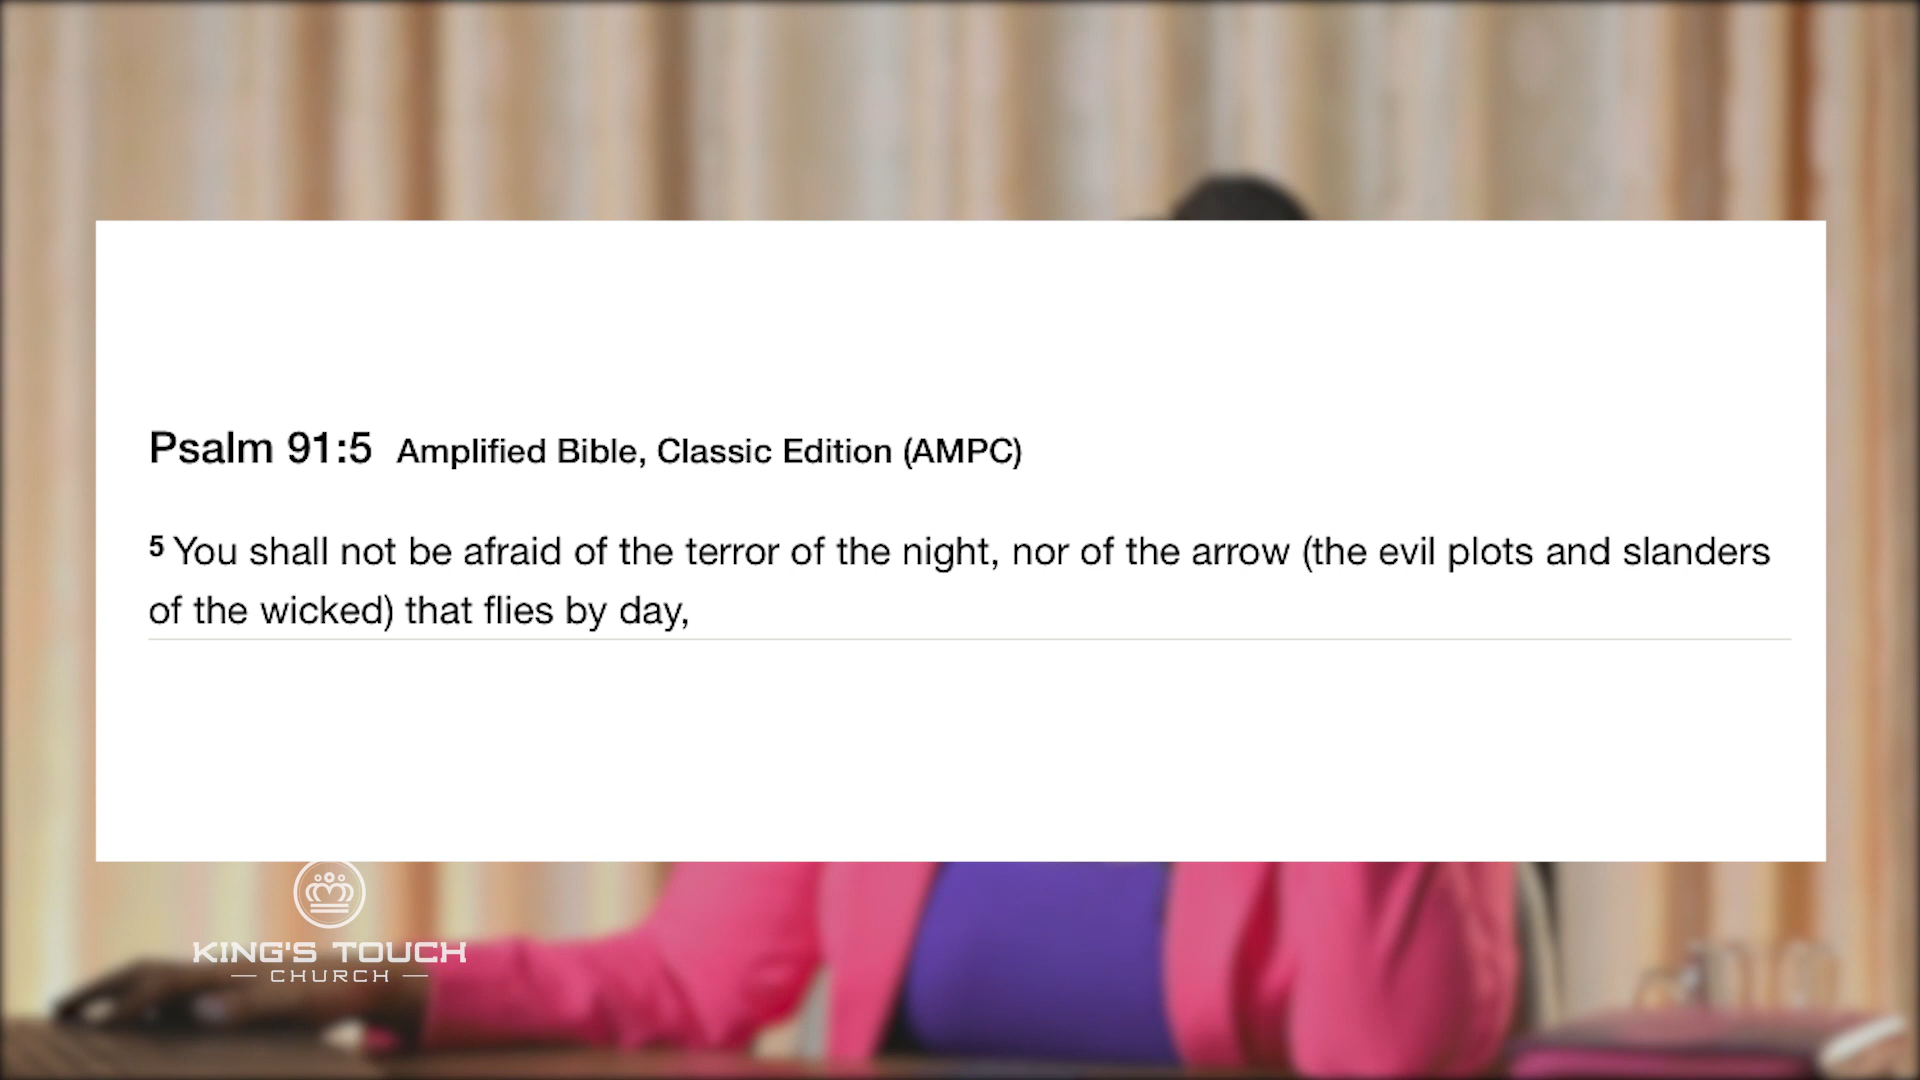 Psalm 91:5 Amplified Bible, Classic Edition (AMPC)
5 You shall not be afraid of the terror of the night, nor of the arrow (the evil plots and slanders
of the wicked) that flies by day,
KING'S TOUCH
CHURCH